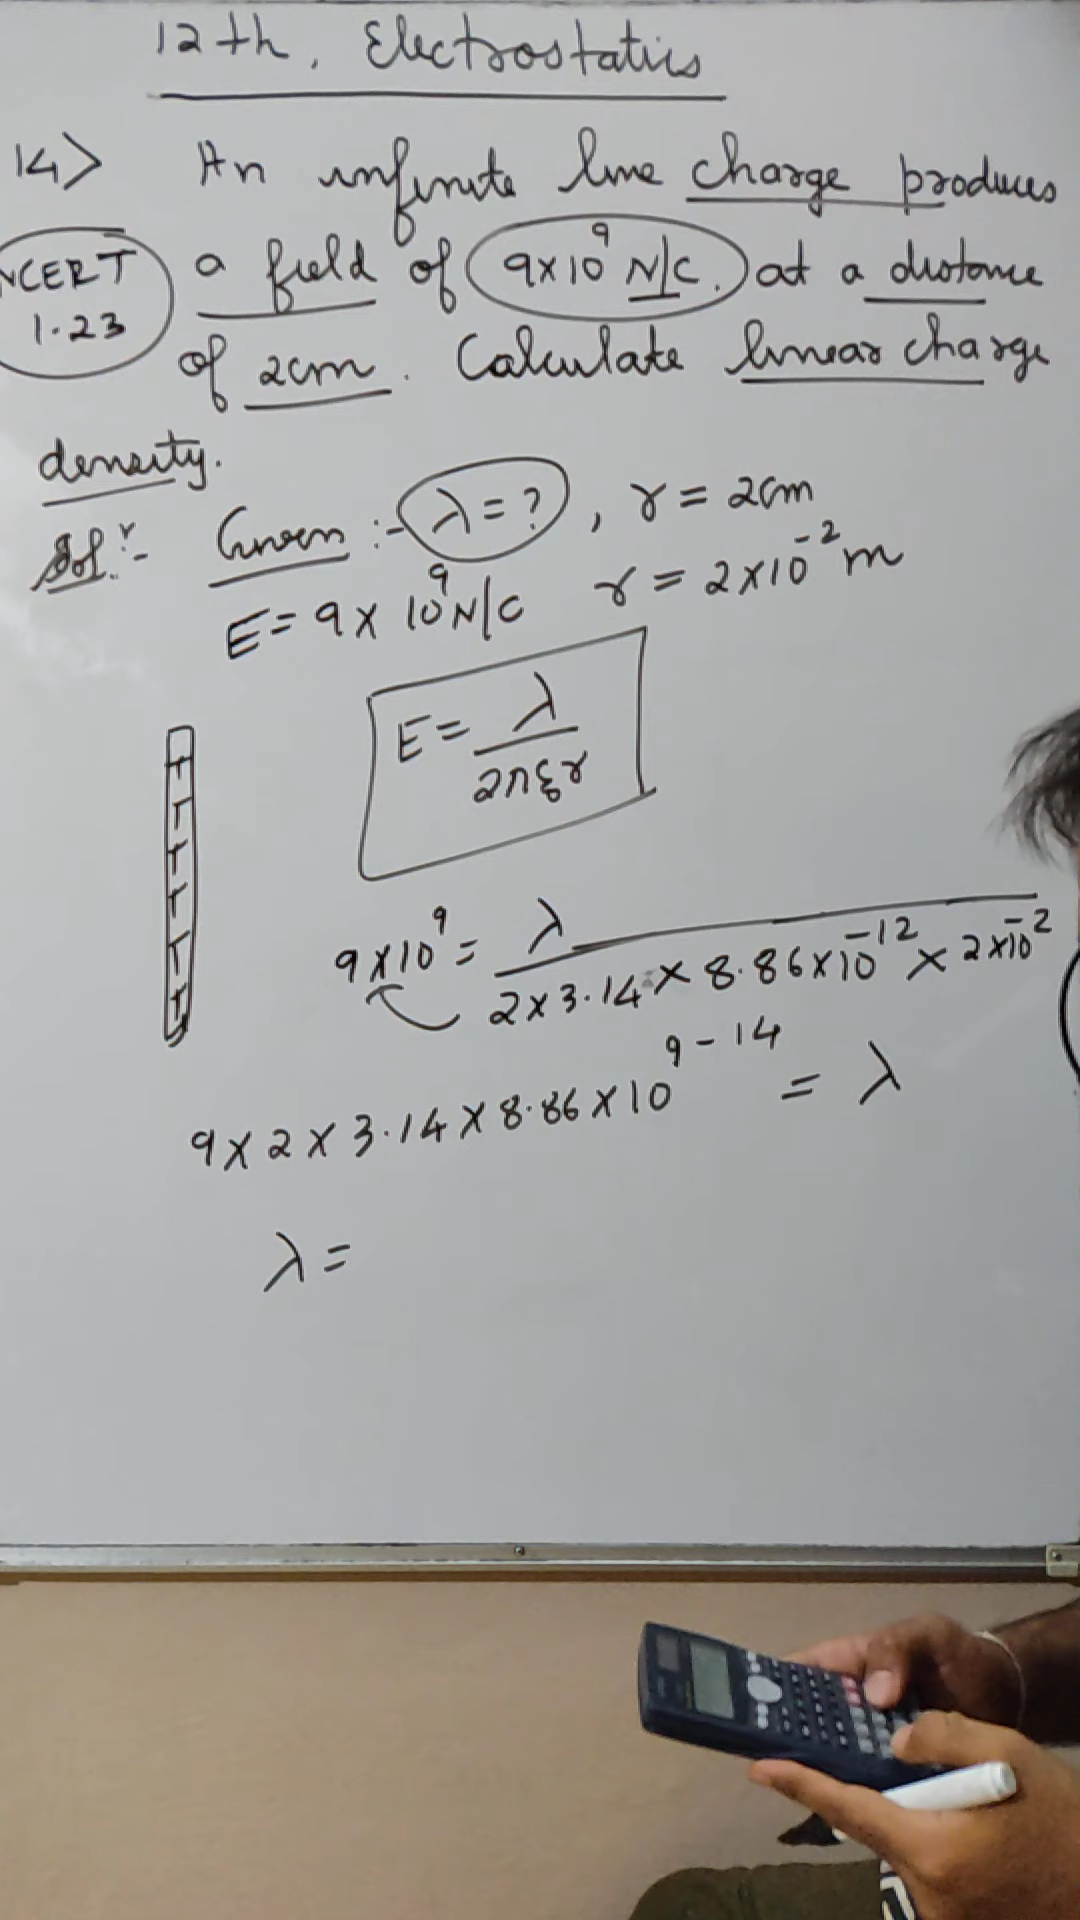 12th, Electrostatics
14> An infinite line charge produces
NCERT 1.23
a field of 9×10⁹ N/C. at a distance
of 2cm. Calculate linear charge
density.
Solⁿ:- Given:- λ=?, r = 2cm
E = 9 × 10⁹ N/C r = 2×10⁻² m
E = λ / 2πε₀r
9×10⁹ = λ / 2×3.14×8.86×10⁻¹²×2×10⁻²
9×2×3.14×8.86×10⁹⁻¹⁴ = λ
λ =